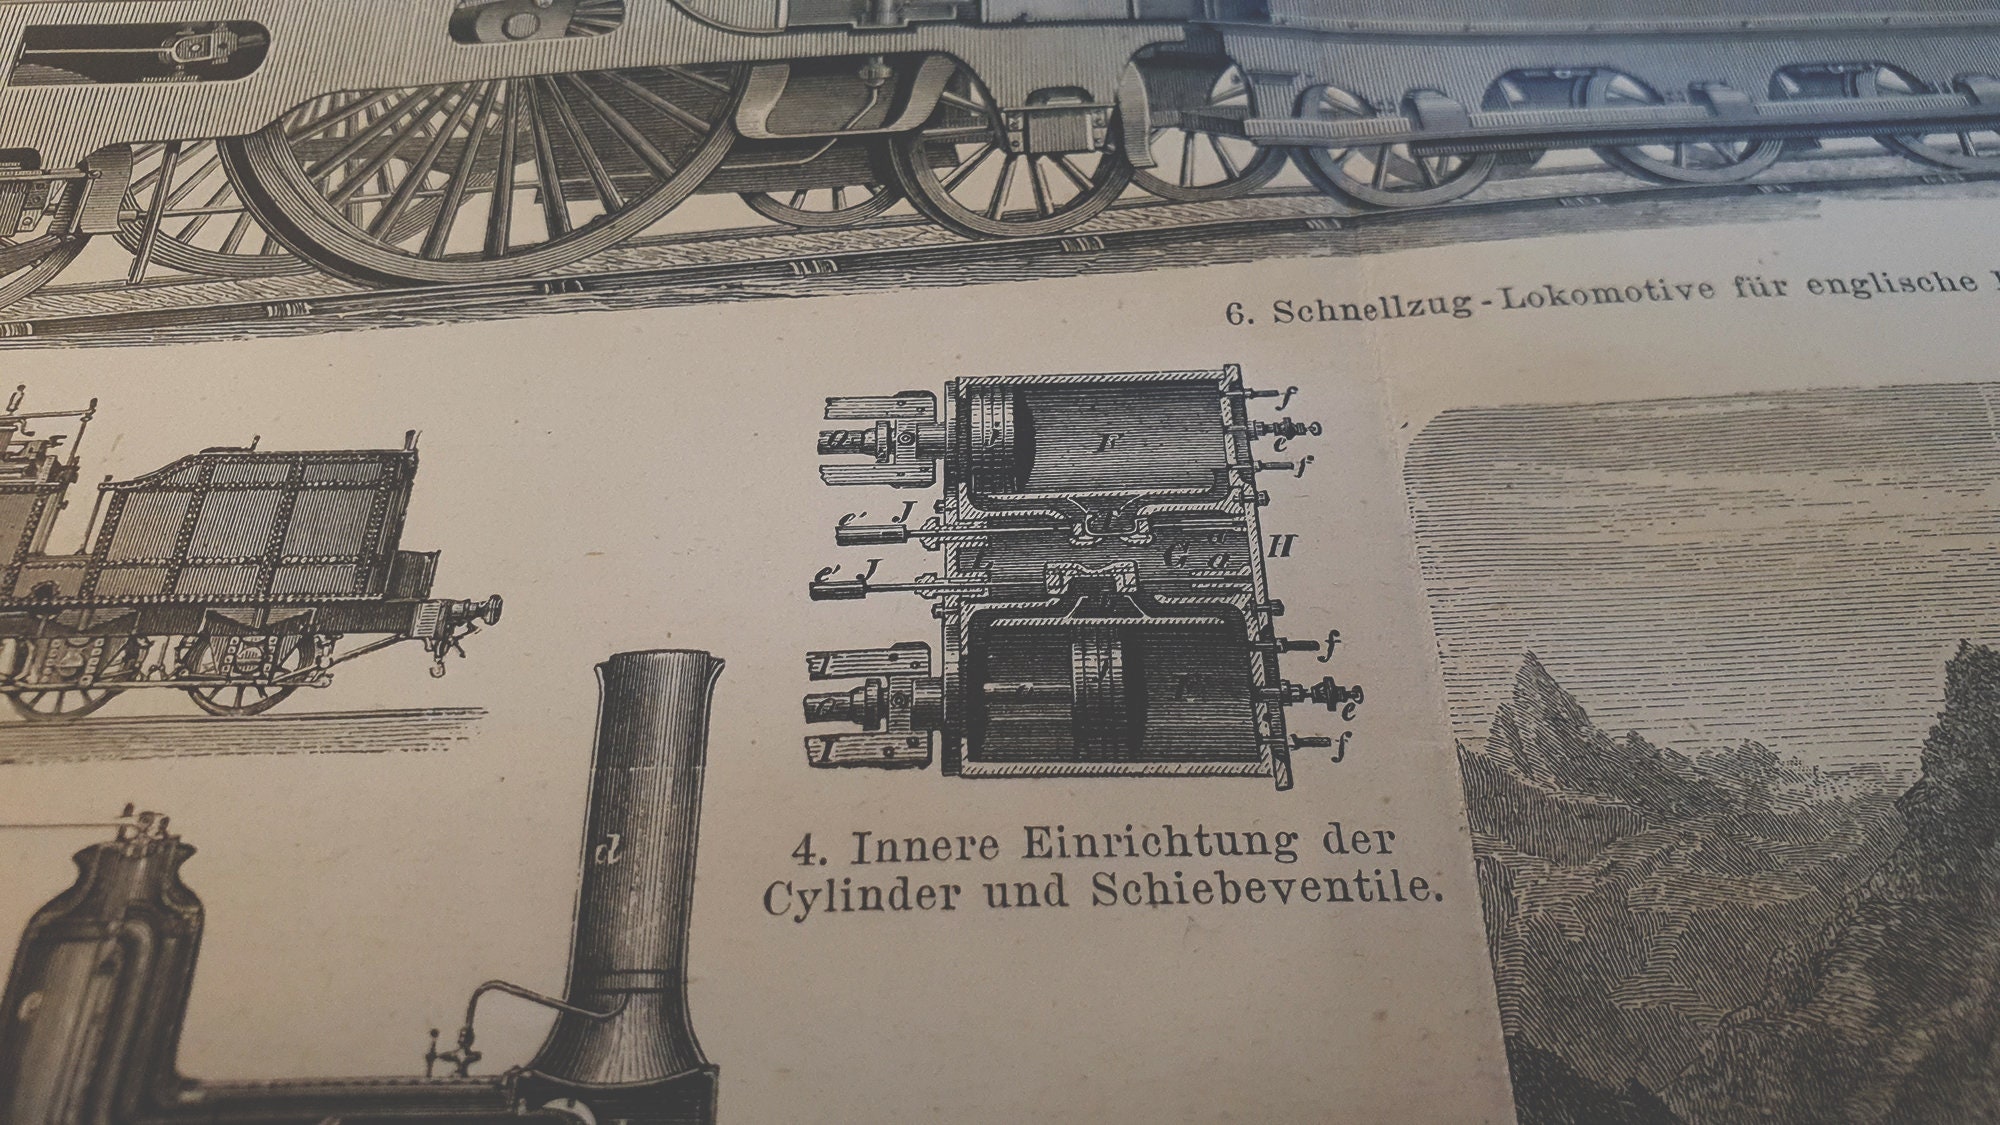 6. Schnellzug-Lokomotive für englische
f
e
f
F
e' J
H
e' J
L G a
a
f
e
f
d
4. Innere Einrichtung der
Cylinder und Schiebeventile.